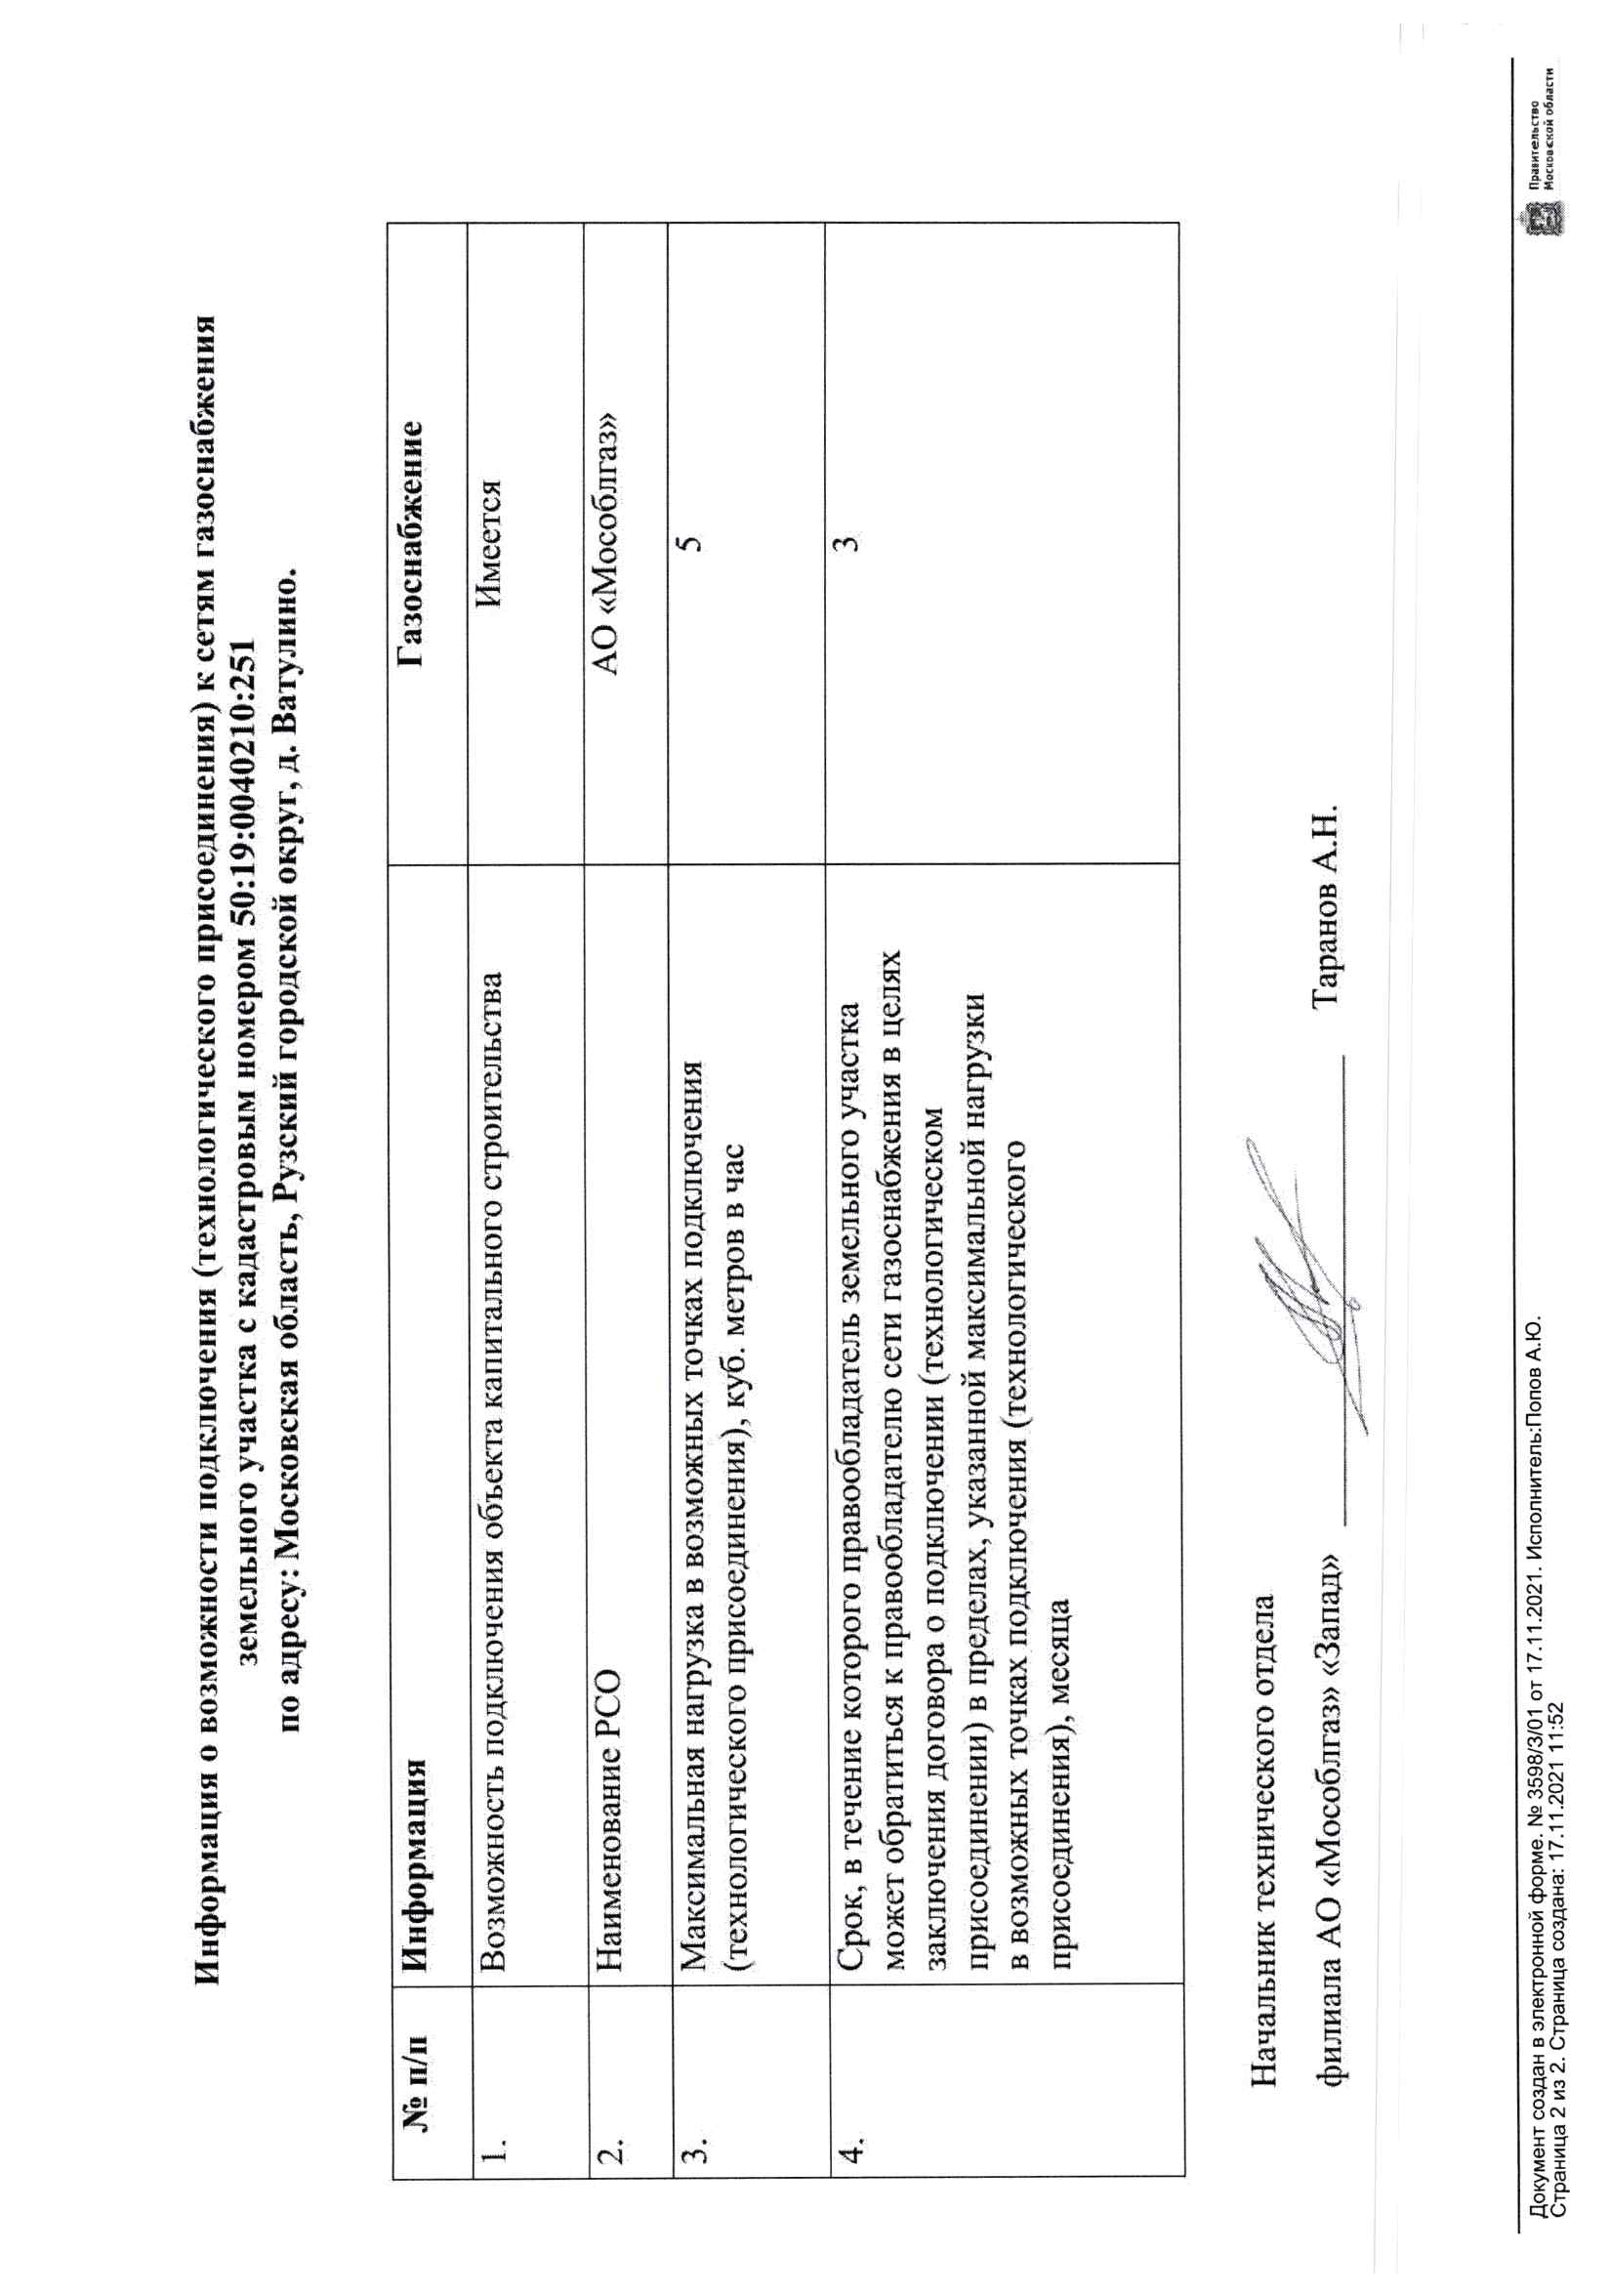 Информация о возможности подключения (технологического присоединения) к сетям газоснабжения
земельного участка с кадастровым номером 50:19:0040210:251
по адресу: Московская область, Рузский городской округ, д. Ватулино.
№ п/п Информация Газоснабжение
1. Возможность подключения объекта капитального строительства Имеется
2. Наименование РСО АО «Мособлгаз»
3. Максимальная нагрузка в возможных точках подключения 5
(технологического присоединения), куб. метров в час
4. Срок, в течение которого правообладатель земельного участка 3
может обратиться к правообладателю сети газоснабжения в целях
заключения договора о подключении (технологическом
присоединении) в пределах, указанной максимальной нагрузки
в возможных точках подключения (технологического
присоединения), месяца
Начальник технического отдела
филиала АО «Мособлгаз» «Запад» Таранов А.Н.
Документ создан в электронной форме. № 3598/3/01 от 17.11.2021. Исполнитель:Попов А.Ю.
Страница 2 из 2. Страница создана: 17.11.2021 11:52
Правительство
Московской области